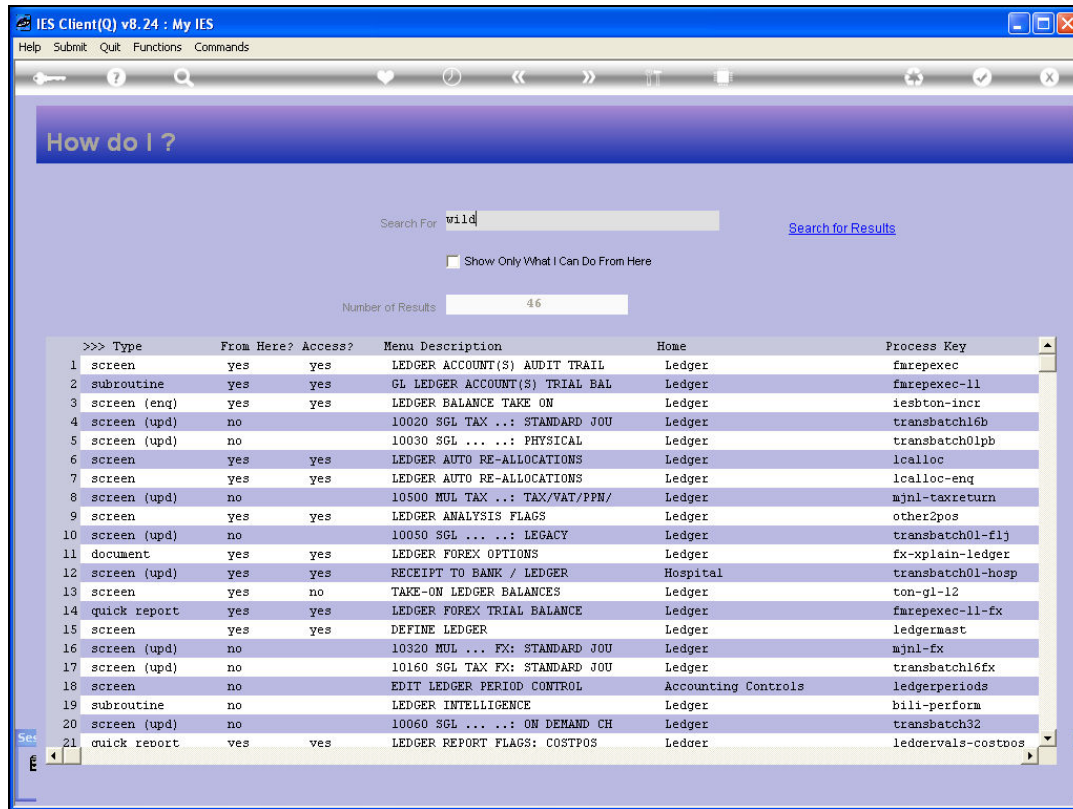 IES Client(Q) v8.24 : My IES
Help Submit Quit Functions Commands
How do I ?
Search For wild Search for Results
Show Only What I Can Do From Here
Number of Results 46
>>> Type From Here? Access? Menu Description Home Process Key
1 screen yes yes LEDGER ACCOUNT(S) AUDIT TRAIL Ledger fmrepexec
2 subroutine yes yes GL LEDGER ACCOUNT(S) TRIAL BAL Ledger fmrepexec-ll
3 screen (enq) yes yes LEDGER BALANCE TAKE ON Ledger iesbton-incr
4 screen (upd) no 10020 SGL TAX ..: STANDARD JOU Ledger transbatch16b
5 screen (upd) no 10030 SGL ... ..: PHYSICAL Ledger transbatch01pb
6 screen yes yes LEDGER AUTO RE-ALLOCATIONS Ledger lcalloc
7 screen yes yes LEDGER AUTO RE-ALLOCATIONS Ledger lcalloc-enq
8 screen (upd) no 10500 MUL TAX ..: TAX/VAT/PPN/ Ledger mjnl-taxreturn
9 screen yes yes LEDGER ANALYSIS FLAGS Ledger other2pos
10 screen (upd) no 10050 SGL ... ..: LEGACY Ledger transbatch01-flj
11 document yes yes LEDGER FOREX OPTIONS Ledger fx-xplain-ledger
12 screen (upd) yes yes RECEIPT TO BANK / LEDGER Hospital transbatch01-hosp
13 screen yes no TAKE-ON LEDGER BALANCES Ledger ton-gl-12
14 quick report yes yes LEDGER FOREX TRIAL BALANCE Ledger fmrepexec-ll-fx
15 screen yes yes DEFINE LEDGER Ledger ledgermast
16 screen (upd) no 10320 MUL ... FX: STANDARD JOU Ledger mjnl-fx
17 screen (upd) no 10160 SGL TAX FX: STANDARD JOU Ledger transbatch16fx
18 screen no EDIT LEDGER PERIOD CONTROL Accounting Controls ledgerperiods
19 subroutine no LEDGER INTELLIGENCE Ledger bili-perform
20 screen (upd) no 10060 SGL ... ..: ON DEMAND CH Ledger transbatch32
21 quick report yes yes LEDGER REPORT FLAGS: COSTPOS Ledger ledgervals-costpos